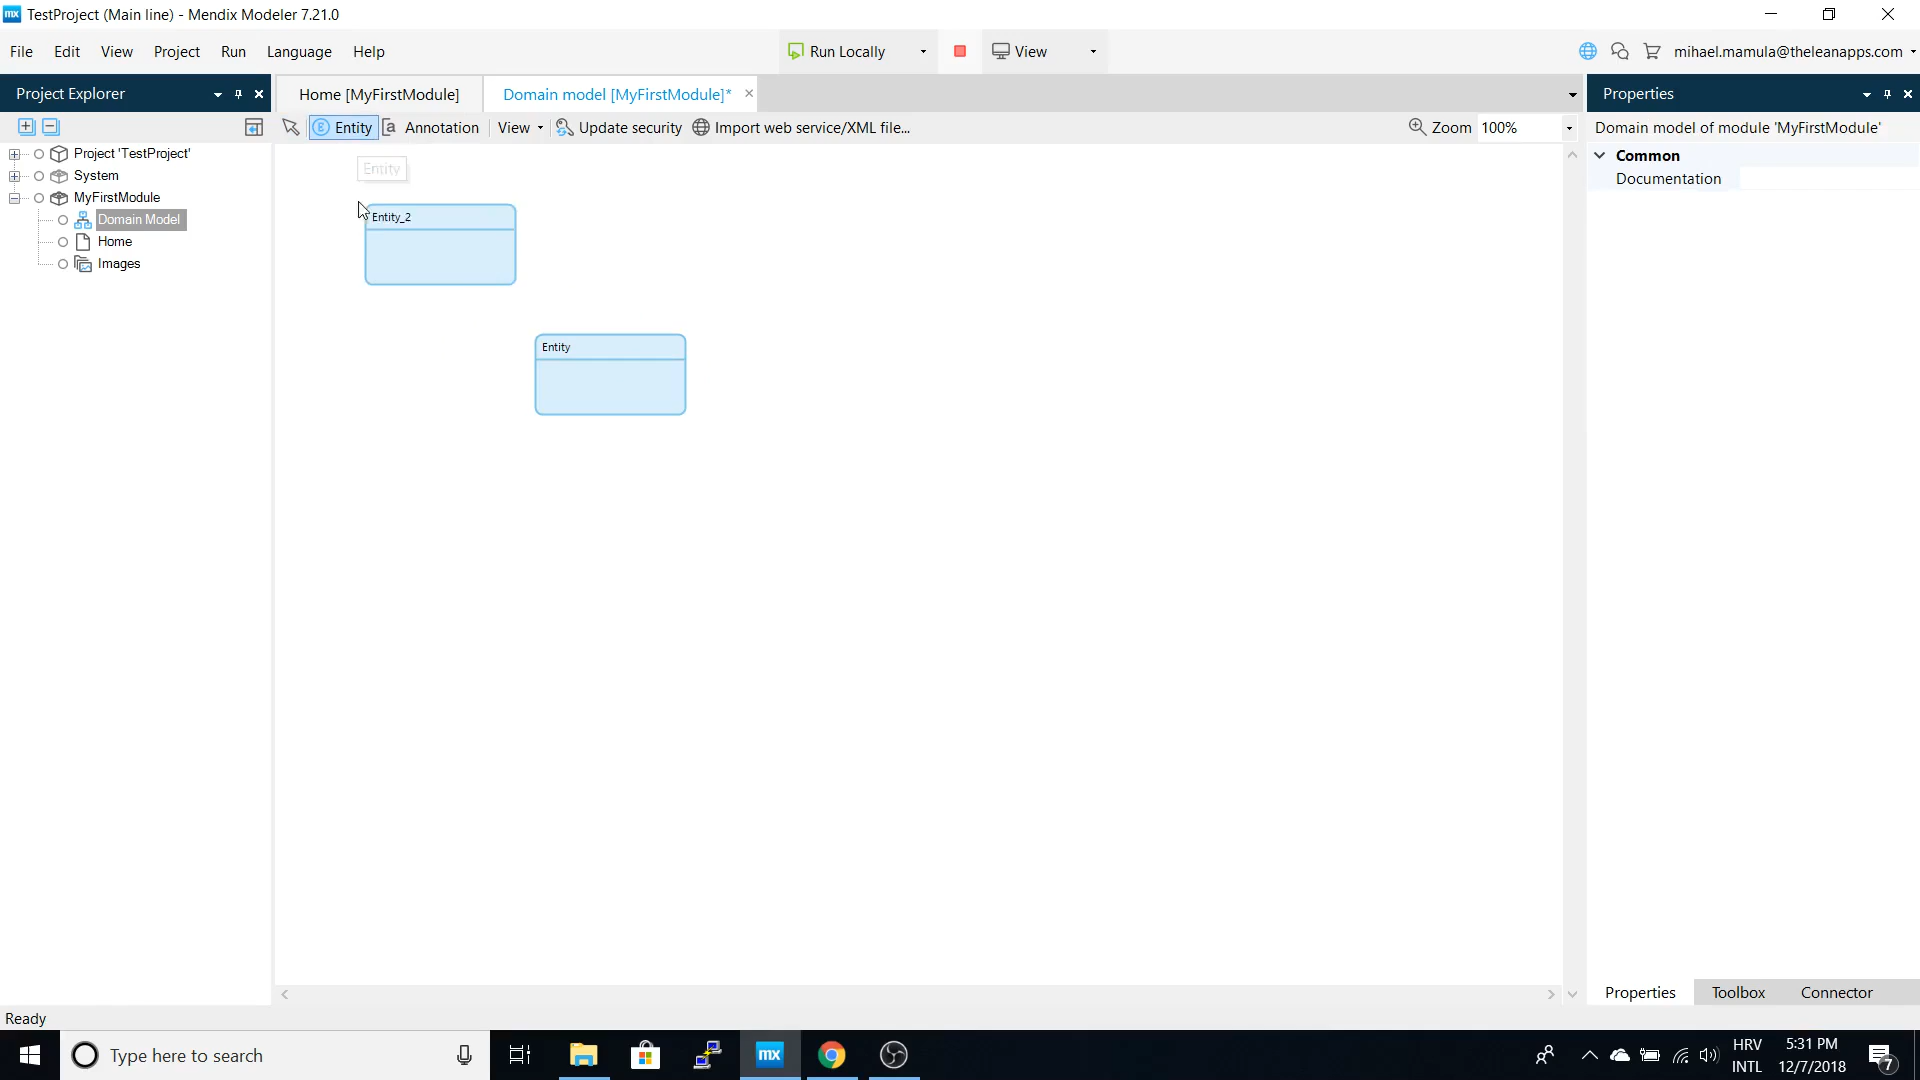 mx TestProject (Main line) - Mendix Modeler 7.21.0
File Edit View Project Run Language Help Run Locally View mihael.mamula@theleanapps.com
Project Explorer Home [MyFirstModule] Domain model [MyFirstModule]* Properties
Entity Annotation View Update security Import web service/XML file... Zoom 100% Domain model of module 'MyFirstModule'
Project 'TestProject'
System
MyFirstModule
Domain Model
Home
Images
Entity
Entity_2
Entity
Common
Documentation
Properties Toolbox Connector
Ready
Type here to search mx HRV 5:31 PM
INTL 12/7/2018 7